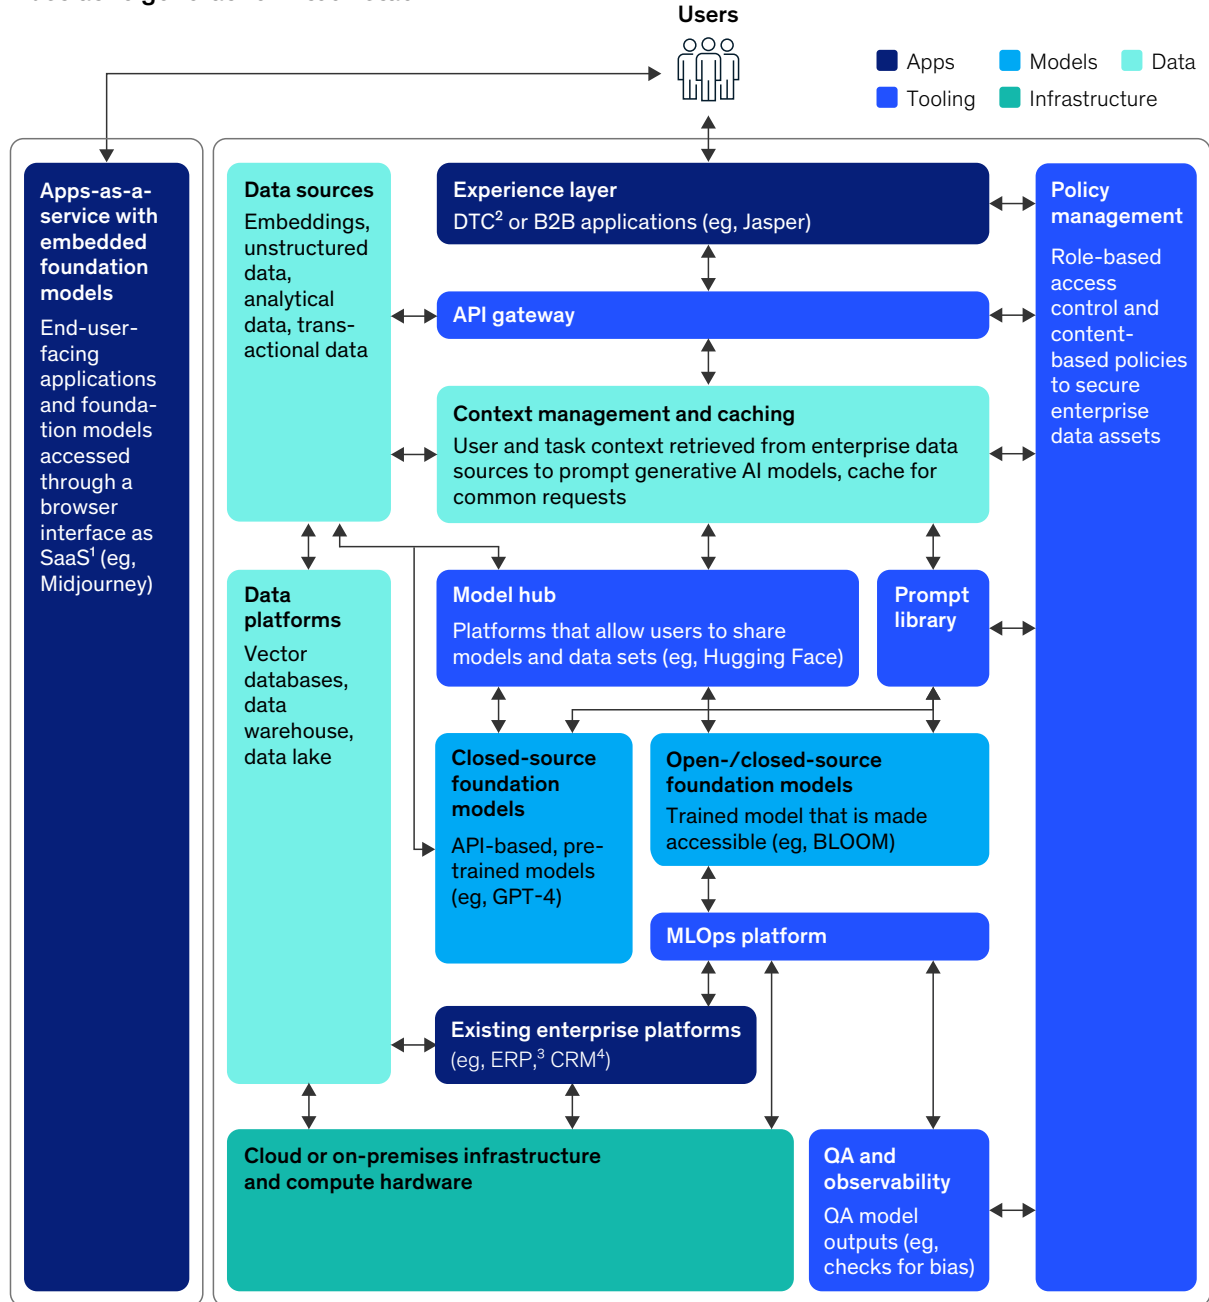 Users
Apps
Models
Data
Tooling
Infrastructure
Apps-as-a-
service with
embedded
foundation
models
End-user-
facing
applications
and founda-
tion models
accessed
through a
browser
interface as
SaaS¹ (eg,
Midjourney)
Data sources
Embeddings,
unstructured
data,
analytical
data, trans-
actional data
Experience layer
DTC² or B2B applications (eg, Jasper)
API gateway
Context management and caching
User and task context retrieved from enterprise data
sources to prompt generative AI models, cache for
common requests
Policy
management
Role-based
access
control and
content-
based policies
to secure
enterprise
data assets
Data
platforms
Vector
databases,
data
warehouse,
data lake
Model hub
Platforms that allow users to share
models and data sets (eg, Hugging Face)
Prompt
library
Closed-source
foundation
models
API-based, pre-
trained models
(eg, GPT-4)
Open-/closed-source
foundation models
Trained model that is made
accessible (eg, BLOOM)
MLOps platform
Existing enterprise platforms
(eg, ERP,³ CRM⁴)
Cloud or on-premises infrastructure
and compute hardware
QA and
observability
QA model
outputs (eg,
checks for bias)